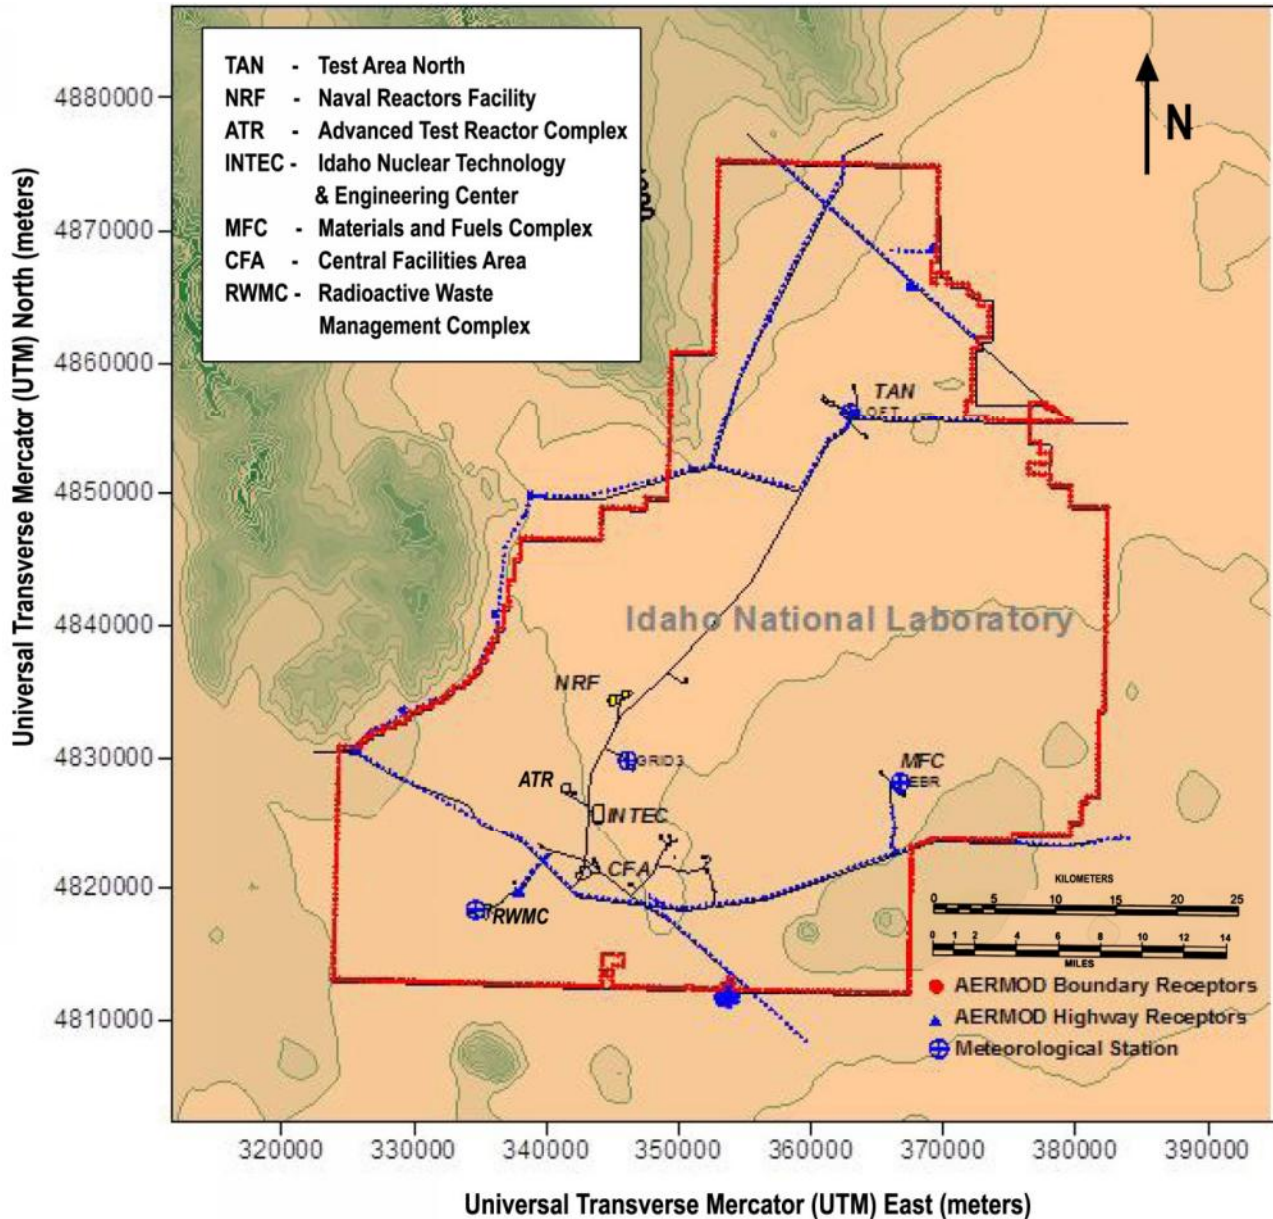 TAN - Test Area North
NRF - Naval Reactors Facility
ATR - Advanced Test Reactor Complex
INTEC - Idaho Nuclear Technology
& Engineering Center
MFC - Materials and Fuels Complex
CFA - Central Facilities Area
RWMC - Radioactive Waste
Management Complex
N
Universal Transverse Mercator (UTM) North (meters)
4880000
4870000
4860000
4850000
4840000
4830000
4820000
4810000
TAN
Idaho National Laboratory
NRF
GRID3
MFC
EBR
ATR
INTEC
CFA
RWMC
KILOMETERS
0 5 10 15 20 25
0 1 2 4 6 8 10 12 14
MILES
AERMOD Boundary Receptors
AERMOD Highway Receptors
Meteorological Station
320000 330000 340000 350000 360000 370000 380000 390000
Universal Transverse Mercator (UTM) East (meters)